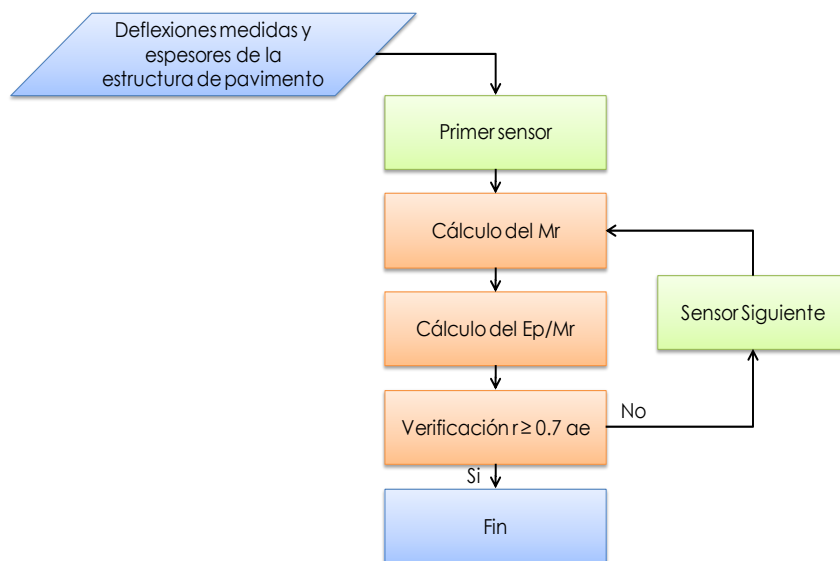 Deflexiones medidas y
espesores de la
estructura de pavimento
Primer sensor
Cálculo del Mr
Cálculo del Ep/Mr
Sensor Siguiente
Verificación r ≥ 0.7 ae
No
Si
Fin